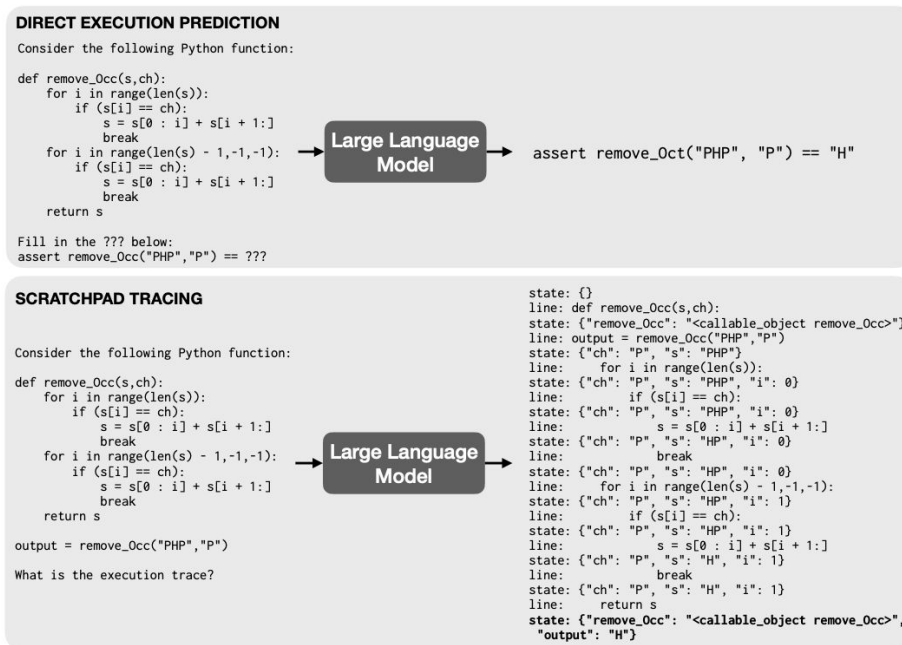 DIRECT EXECUTION PREDICTION
Consider the following Python function:
def remove_Occ(s,ch):
    for i in range(len(s)):
        if (s[i] == ch):
            s = s[0 : i] + s[i + 1:]
            break
    for i in range(len(s) - 1,-1,-1):
        if (s[i] == ch):
            s = s[0 : i] + s[i + 1:]
            break
    return s
Fill in the ??? below:
assert remove_Occ("PHP","P") == ???
Large Language
Model
assert remove_Oct("PHP", "P") == "H"
SCRATCHPAD TRACING
Consider the following Python function:
def remove_Occ(s,ch):
    for i in range(len(s)):
        if (s[i] == ch):
            s = s[0 : i] + s[i + 1:]
            break
    for i in range(len(s) - 1,-1,-1):
        if (s[i] == ch):
            s = s[0 : i] + s[i + 1:]
            break
    return s
output = remove_Occ("PHP","P")
What is the execution trace?
Large Language
Model
state: {}
line: def remove_Occ(s,ch):
state: {"remove_Occ": "<callable_object remove_Occ>"}
line: output = remove_Occ("PHP","P")
state: {"ch": "P", "s": "PHP"}
line:     for i in range(len(s)):
state: {"ch": "P", "s": "PHP", "i": 0}
line:         if (s[i] == ch):
state: {"ch": "P", "s": "PHP", "i": 0}
line:             s = s[0 : i] + s[i + 1:]
state: {"ch": "P", "s": "HP", "i": 0}
line:             break
state: {"ch": "P", "s": "HP", "i": 0}
line:     for i in range(len(s) - 1,-1,-1):
state: {"ch": "P", "s": "HP", "i": 1}
line:         if (s[i] == ch):
state: {"ch": "P", "s": "HP", "i": 1}
line:             s = s[0 : i] + s[i + 1:]
state: {"ch": "P", "s": "H", "i": 1}
line:             break
state: {"ch": "P", "s": "H", "i": 1}
line:     return s
state: {"remove_Occ": "<callable_object remove_Occ>",
"output": "H"}